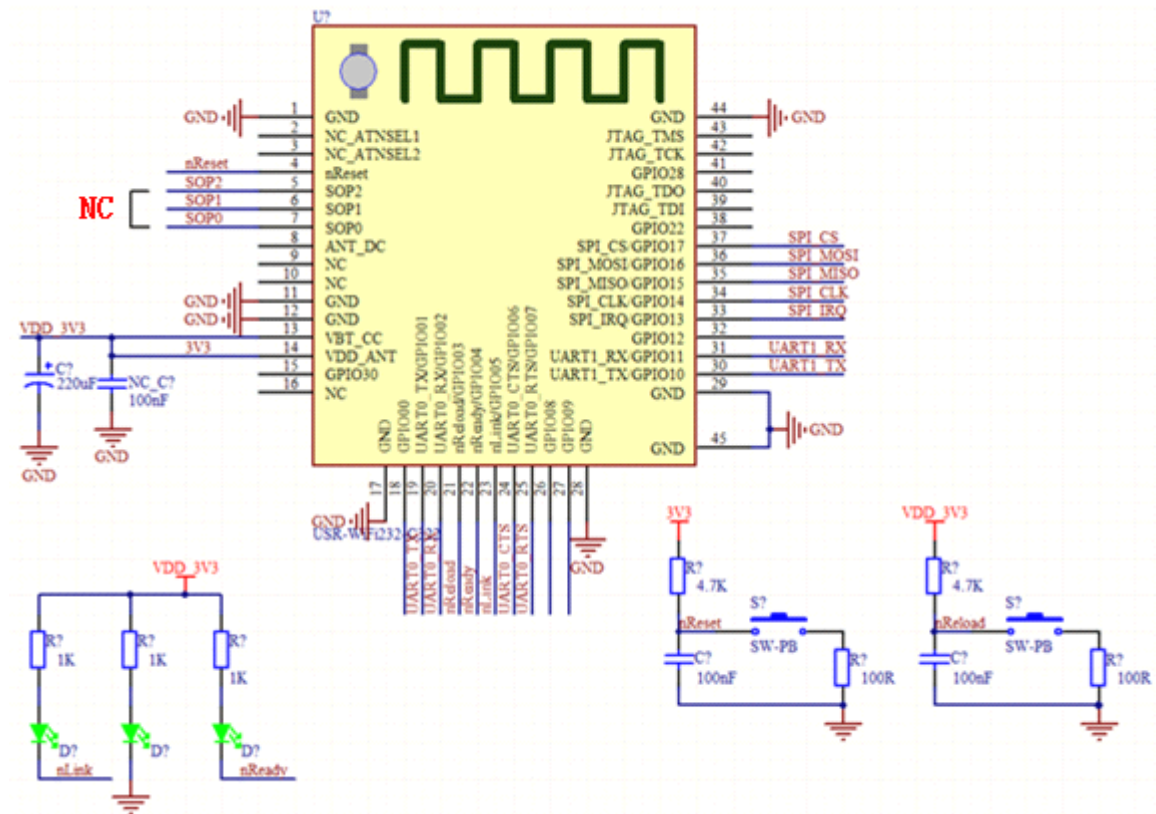 U?
GND 1 GND
2 NC_ATNSEL1
3 NC_ATNSEL2
nReset 4 nReset
SOP2 5 SOP2
SOP1 6 SOP1
SOP0 7 SOP0
NC
8 ANT_DC
9 NC
10 NC
GND 11 GND
GND 12 GND
VDD_3V3 13 VBT_CC
3V3 14 VDD_ANT
15 GPIO30
16 NC
C?
220uF
NC_C?
100nF
GND
GND
GND 44 GND
JTAG_TMS 43
JTAG_TCK 42
GPIO28 41
JTAG_TDO 40
JTAG_TDI 39
GPIO22 38
SPI_CS/GPIO17 37 SPI_CS
SPI_MOSI/GPIO16 36 SPI_MOSI
SPI_MISO/GPIO15 35 SPI_MISO
SPI_CLK/GPIO14 34 SPI_CLK
SPI_IRQ/GPIO13 33 SPI_IRQ
GPIO12 32
UART1_RX/GPIO11 31 UART1_RX
UART1_TX/GPIO10 30 UART1_TX
GND 29
GND 45 GND
GND
GPIO00
UART0_TX/GPIO01
UART0_RX/GPIO02
nReload/GPIO03
nReady/GPIO04
nLink/GPIO05
UART0_CTS/GPIO06
UART0_RTS/GPIO07
GPIO08
GPIO09
GND
17 18 19 20 21 22 23 24 25 26 27 28
GND
GND
UART0_TX
UART0_RX
nReload
nReady
nLink
UART0_CTS
UART0_RTS
VDD_3V3
R?
1K
R?
1K
R?
1K
D?
D?
D?
nLink
nReady
3V3
R?
4.7K
nReset
S?
SW-PB
C?
100nF
R?
100R
VDD_3V3
R?
4.7K
nReload
S?
SW-PB
C?
100nF
R?
100R